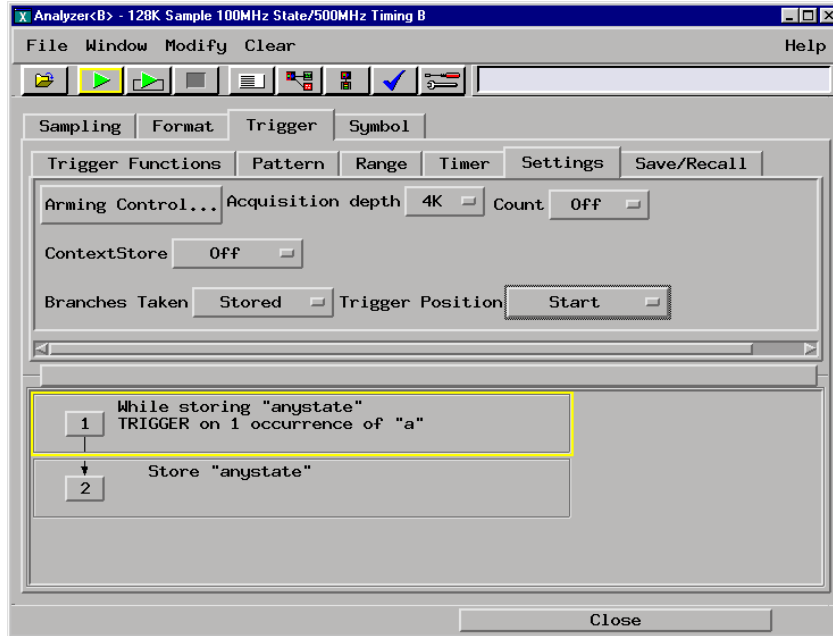 Analyzer<B> - 128K Sample 100MHz State/500MHz Timing B
File Window Modify Clear Help
Sampling Format Trigger Symbol
Trigger Functions Pattern Range Timer Settings Save/Recall
Arming Control... Acquisition depth 4K Count Off
ContextStore Off
Branches Taken Stored Trigger Position Start
While storing "anystate"
1 TRIGGER on 1 occurrence of "a"
Store "anystate"
2
Close